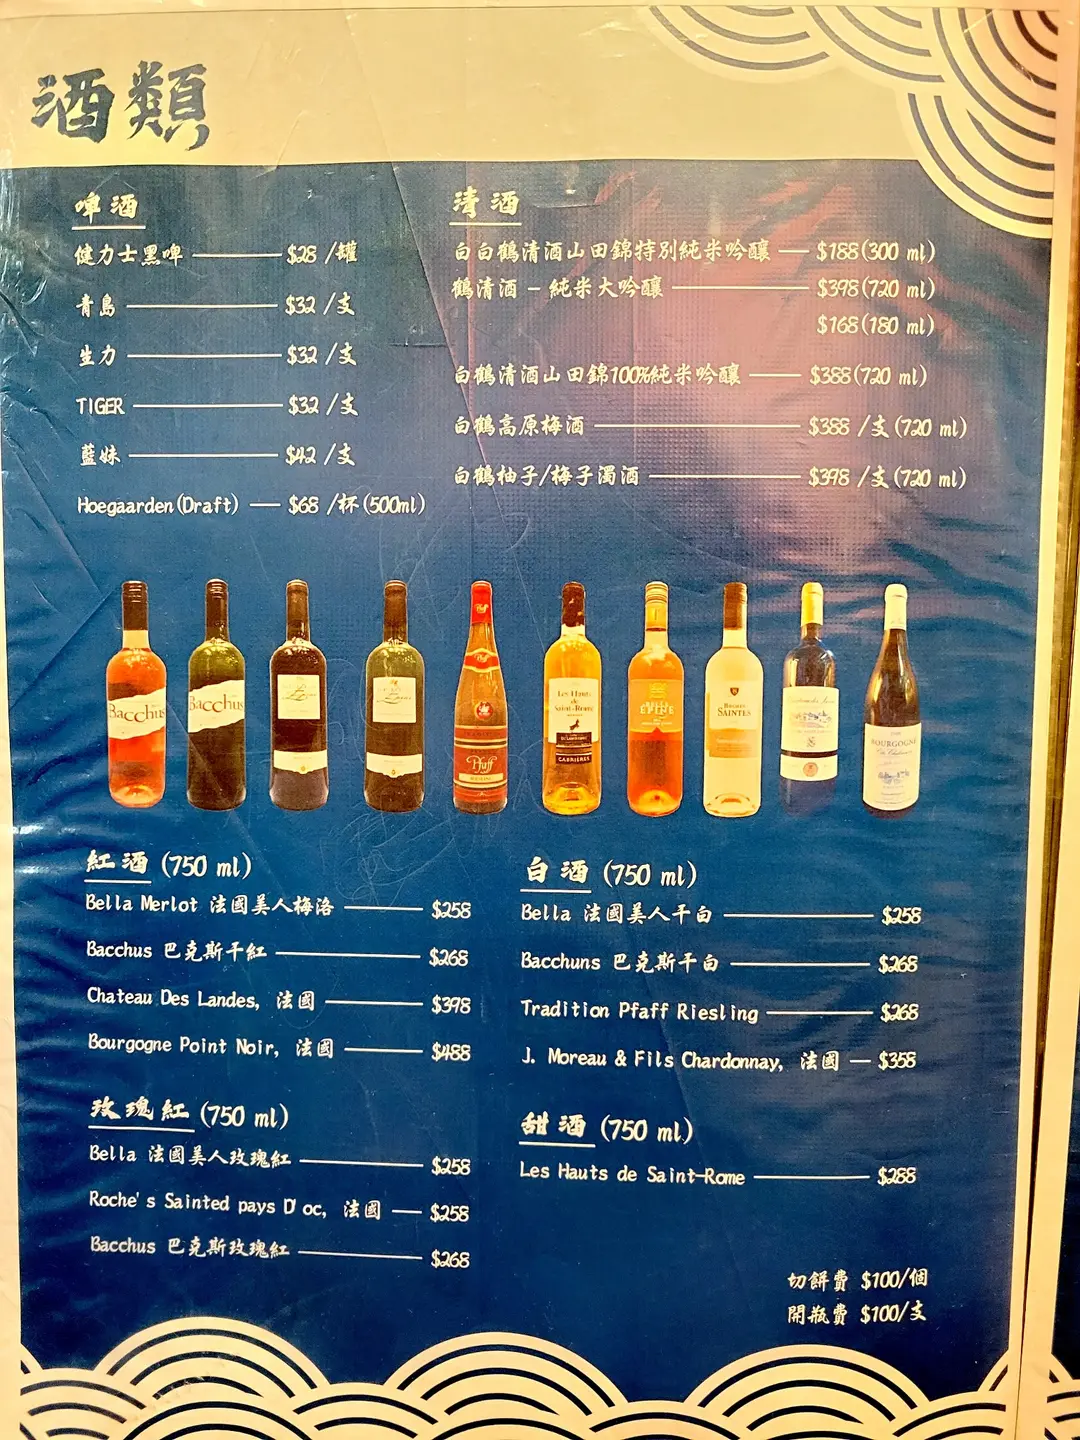 酒類
啤酒
健力士黑啤 $28 /罐
青島 $32 /支
生力 $32 /支
TIGER $32 /支
藍妹 $42 /支
Hoegaarden(Draft) $68 /杯(500ml)
清酒
白白鶴清酒山田錦特別純米吟釀 $188(300 ml)
鶴清酒 - 純米大吟釀 $398(720 ml)
$168(180 ml)
白鶴清酒山田錦100%純米吟釀 $388(720 ml)
白鶴高原梅酒 $388 /支(720 ml)
白鶴柚子/梅子濁酒 $398 /支(720 ml)
Bacchus
Bacchus
Pfaff
Les Hauts
de
Saint-Rome
CABRIÈRES
SAINTES
BOURGOGNE
紅酒 (750 ml)
Bella Merlot 法國美人梅洛 $258
Bacchus 巴克斯干紅 $268
Chateau Des Landes, 法國 $398
Bourgogne Point Noir, 法國 $488
白酒 (750 ml)
Bella 法國美人干白 $258
Bacchuns 巴克斯干白 $268
Tradition Pfaff Riesling $268
J. Moreau & Fils Chardonnay, 法國 $358
玫瑰紅 (750 ml)
Bella 法國美人玫瑰紅 $258
Roche's Sainted pays D'oc, 法國 $258
Bacchus 巴克斯玫瑰紅 $268
甜酒 (750 ml)
Les Hauts de Saint-Rome $288
切餅費 $100/個
開瓶費 $100/支